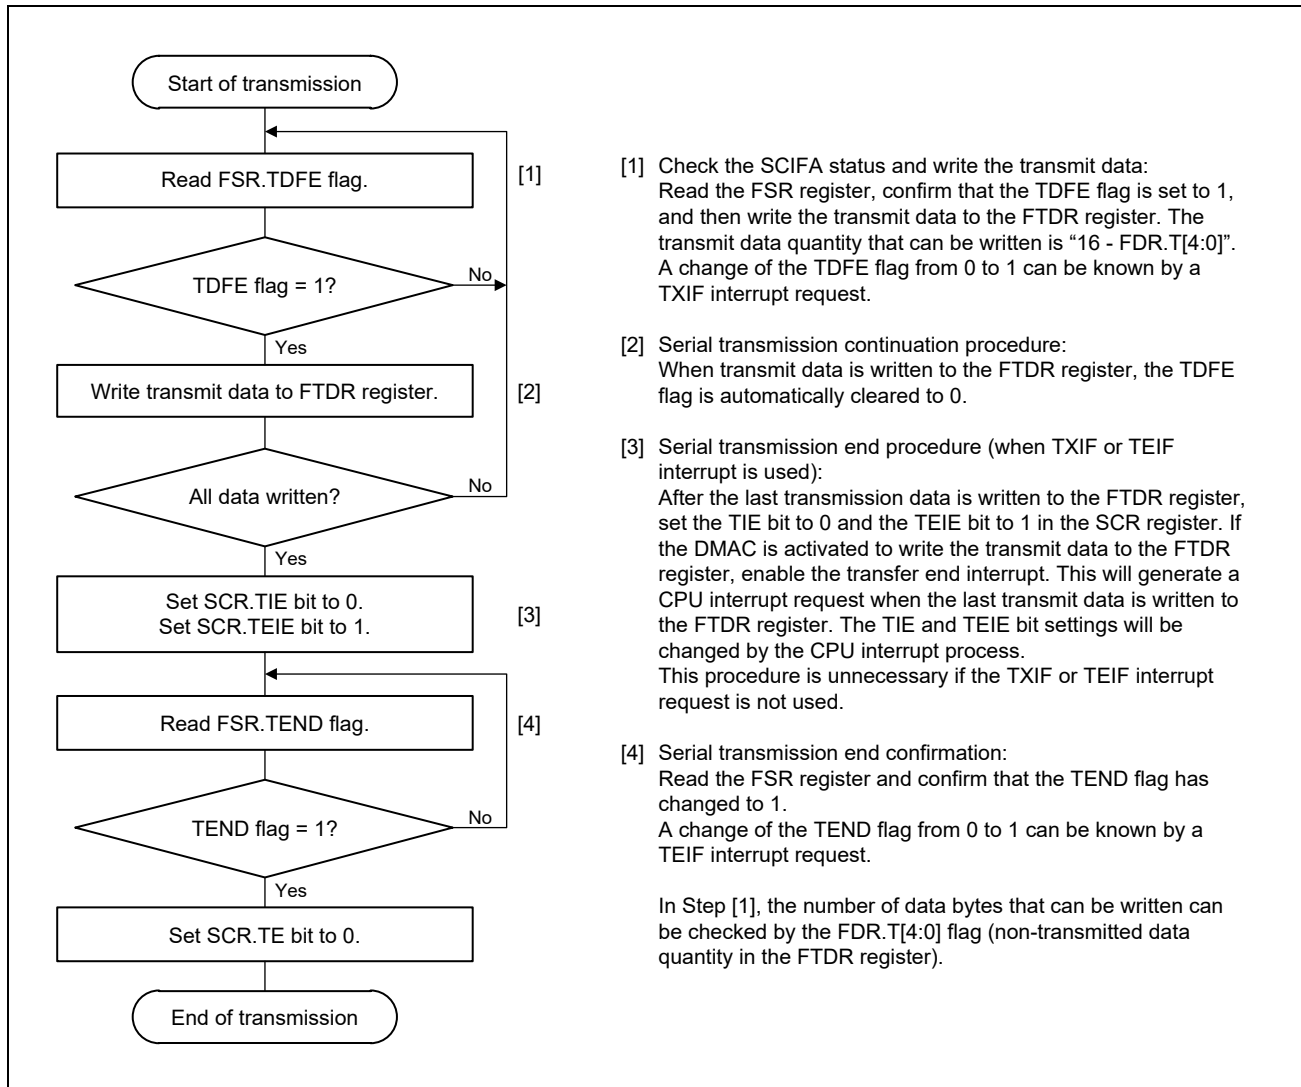 Start of transmission
Read FSR.TDFE flag.
[1]
TDFE flag = 1?
No
Yes
Write transmit data to FTDR register.
[2]
All data written?
No
Yes
Set SCR.TIE bit to 0.
Set SCR.TEIE bit to 1.
[3]
Read FSR.TEND flag.
[4]
TEND flag = 1?
No
Yes
Set SCR.TE bit to 0.
End of transmission
[1] Check the SCIFA status and write the transmit data:
Read the FSR register, confirm that the TDFE flag is set to 1,
and then write the transmit data to the FTDR register. The
transmit data quantity that can be written is “16 - FDR.T[4:0]”.
A change of the TDFE flag from 0 to 1 can be known by a
TXIF interrupt request.
[2] Serial transmission continuation procedure:
When transmit data is written to the FTDR register, the TDFE
flag is automatically cleared to 0.
[3] Serial transmission end procedure (when TXIF or TEIF
interrupt is used):
After the last transmission data is written to the FTDR register,
set the TIE bit to 0 and the TEIE bit to 1 in the SCR register. If
the DMAC is activated to write the transmit data to the FTDR
register, enable the transfer end interrupt. This will generate a
CPU interrupt request when the last transmit data is written to
the FTDR register. The TIE and TEIE bit settings will be
changed by the CPU interrupt process.
This procedure is unnecessary if the TXIF or TEIF interrupt
request is not used.
[4] Serial transmission end confirmation:
Read the FSR register and confirm that the TEND flag has
changed to 1.
A change of the TEND flag from 0 to 1 can be known by a
TEIF interrupt request.
In Step [1], the number of data bytes that can be written can
be checked by the FDR.T[4:0] flag (non-transmitted data
quantity in the FTDR register).